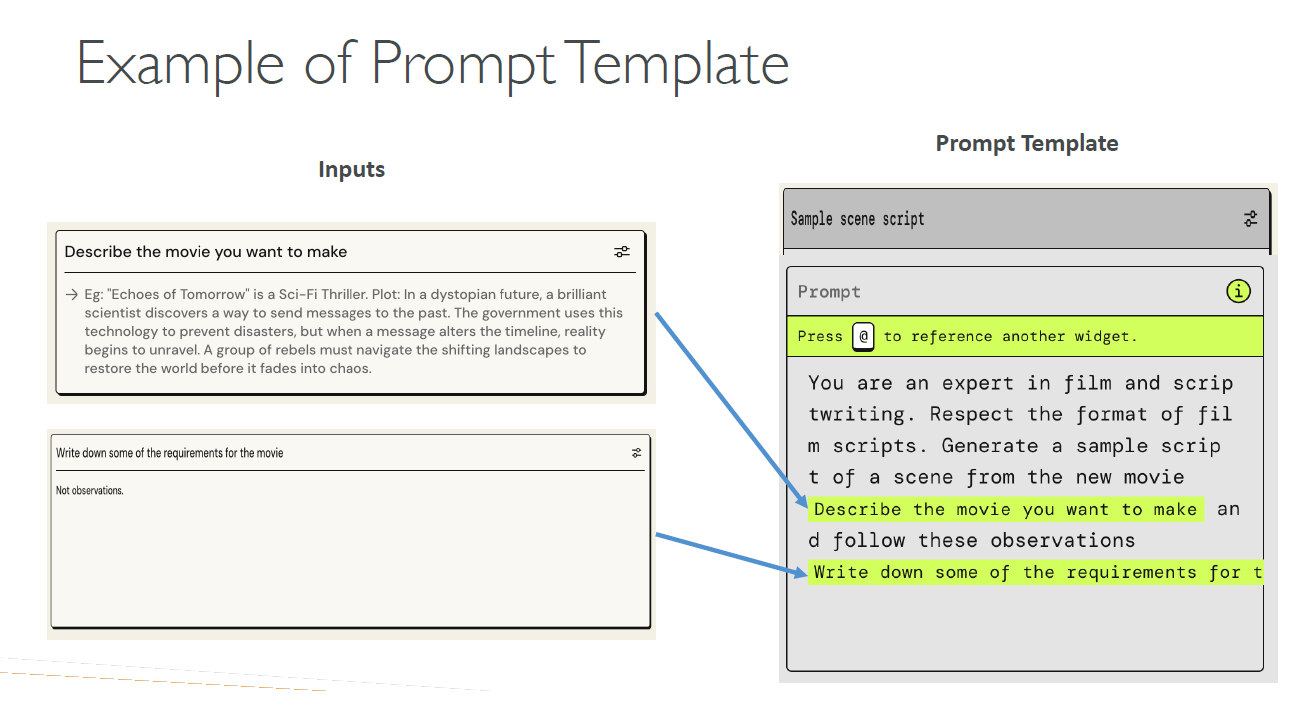 Example of Prompt Template
Inputs
Prompt Template
Describe the movie you want to make
→ Eg: "Echoes of Tomorrow" is a Sci-Fi Thriller. Plot: In a dystopian future, a brilliant
scientist discovers a way to send messages to the past. The government uses this
technology to prevent disasters, but when a message alters the timeline, reality
begins to unravel. A group of rebels must navigate the shifting landscapes to
restore the world before it fades into chaos.
Write down some of the requirements for the movie
Not observations.
Sample scene script
Prompt
i
Press @ to reference another widget.
You are an expert in film and scrip
twriting. Respect the format of fil
m scripts. Generate a sample scrip
t of a scene from the new movie
Describe the movie you want to make an
d follow these observations
Write down some of the requirements for t